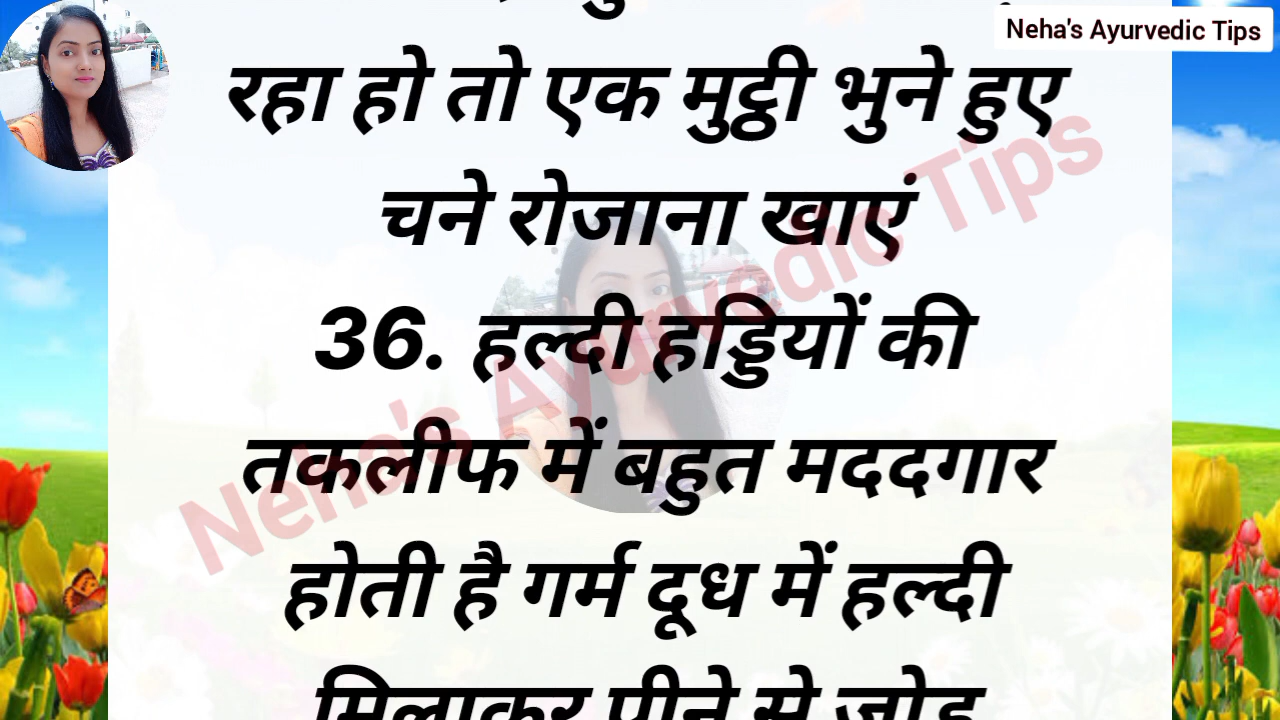 Neha's Ayurvedic Tips
रहा हो तो एक मुट्ठी भुने हुए
चने रोजाना खाएं
36. हल्दी हड्डियों की
तकलीफ में बहुत मददगार
होती है गर्म दूध में हल्दी
मिलाकर पीने से जोड़
Neha's Ayurvedic Tips